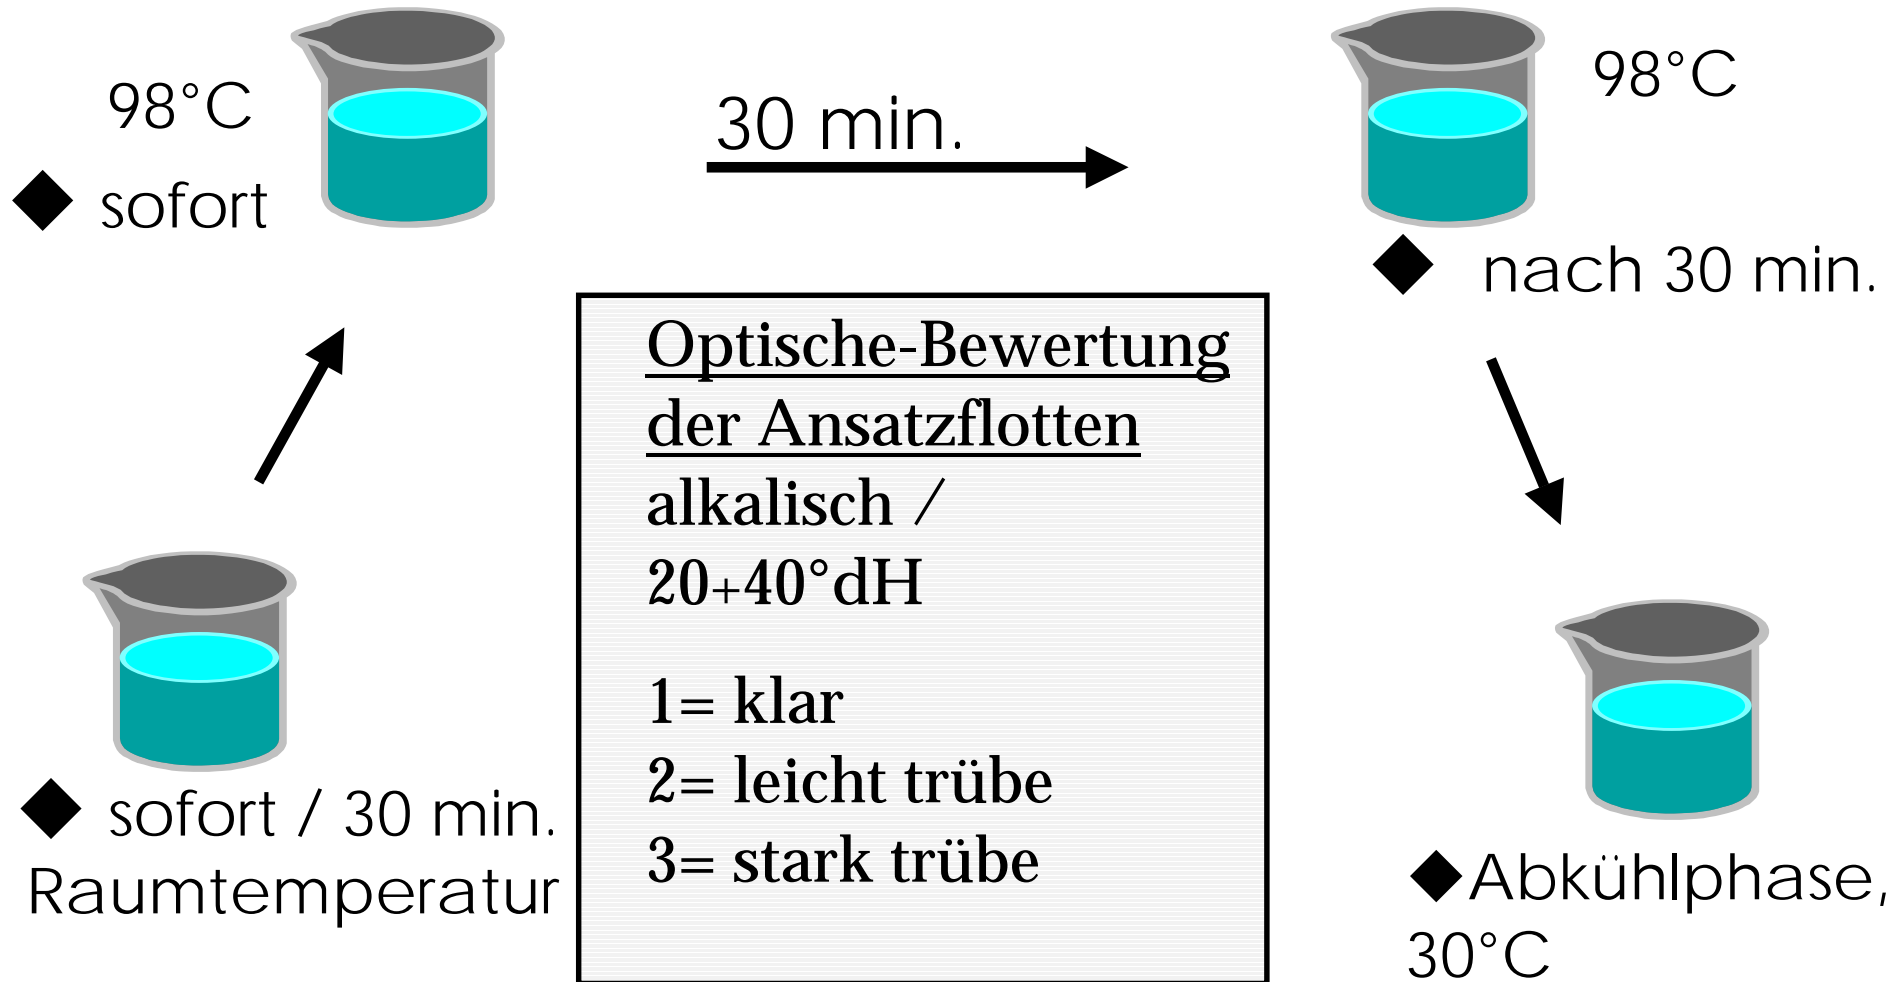 98°C
◆ sofort
30 min.
98°C
◆ nach 30 min.
Optische-Bewertung
der Ansatzflotten
alkalisch /
20+40°dH
1= klar
2= leicht trübe
3= stark trübe
◆ sofort / 30 min.
Raumtemperatur
◆Abkühlphase,
30°C